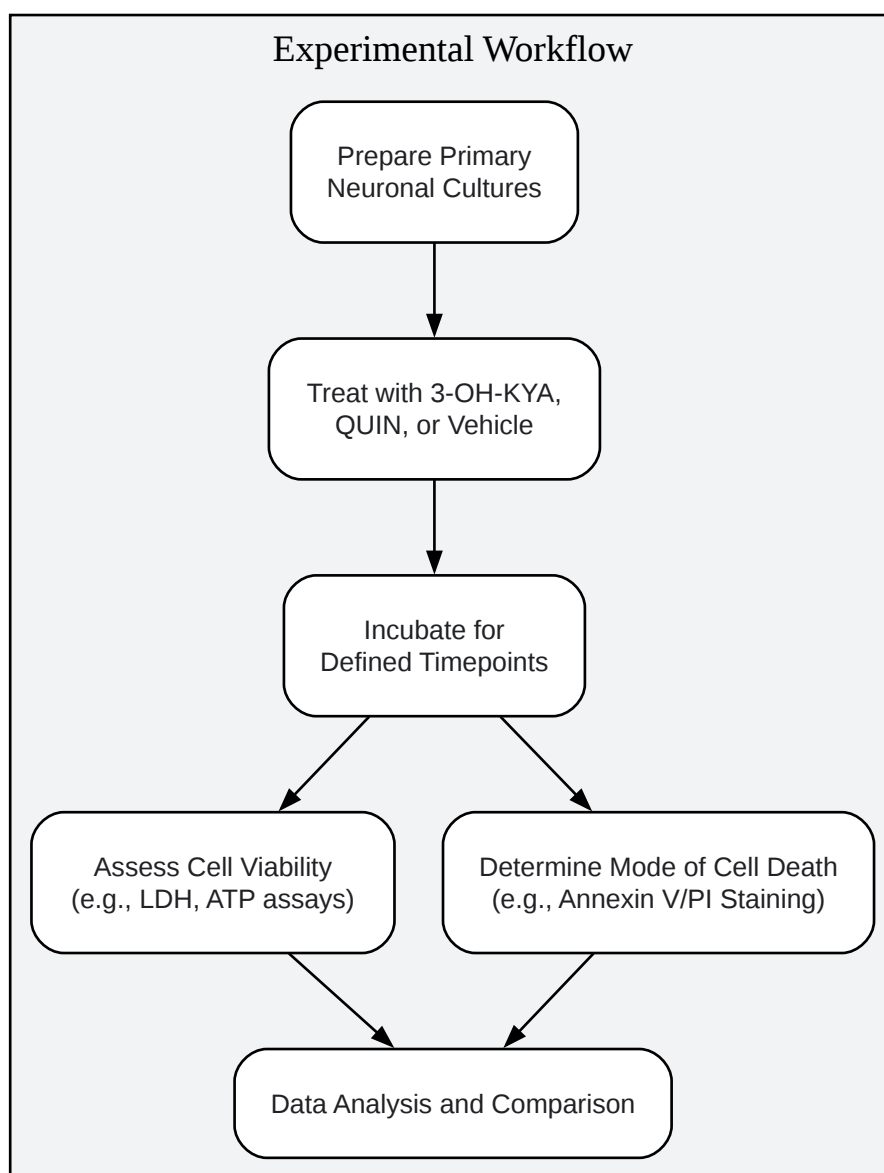 Experimental Workflow
Prepare Primary
Neuronal Cultures
Treat with 3-OH-KYA,
QUIN, or Vehicle
Incubate for
Defined Timepoints
Assess Cell Viability
(e.g., LDH, ATP assays)
Determine Mode of Cell Death
(e.g., Annexin V/PI Staining)
Data Analysis and Comparison